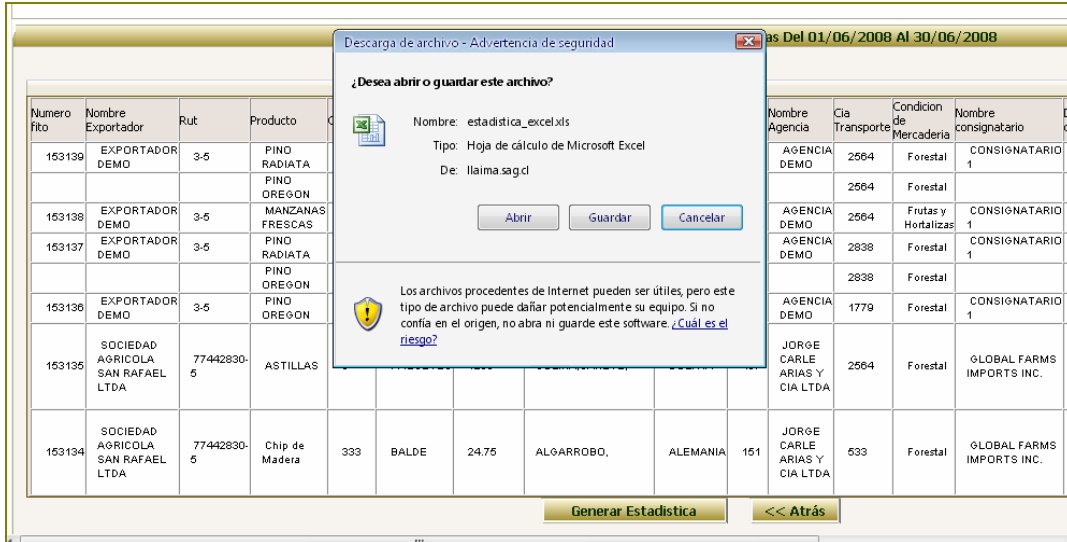 as Del 01/06/2008 Al 30/06/2008
Descarga de archivo - Advertencia de seguridad
¿Desea abrir o guardar este archivo?
Nombre: estadistica_excel.xls
Tipo: Hoja de cálculo de Microsoft Excel
De: llaima.sag.cl
Abrir Guardar Cancelar
Los archivos procedentes de Internet pueden ser útiles, pero este
tipo de archivo puede dañar potencialmente su equipo. Si no
confía en el origen, no abra ni guarde este software. ¿Cuál es el
riesgo?
Numero
fito
Nombre
Exportador
Rut
Producto
Nombre
Agencia
Cia
Transporte
Condicion
de
Mercaderia
Nombre
consignatario
153139
EXPORTADOR
DEMO
3-5
PINO
RADIATA
AGENCIA
DEMO
2564
Forestal
CONSIGNATARIO
1
PINO
OREGON
2564
Forestal
153138
EXPORTADOR
DEMO
3-5
MANZANAS
FRESCAS
AGENCIA
DEMO
2564
Frutas y
Hortalizas
CONSIGNATARIO
1
153137
EXPORTADOR
DEMO
3-5
PINO
RADIATA
AGENCIA
DEMO
2838
Forestal
CONSIGNATARIO
1
PINO
OREGON
2838
Forestal
153136
EXPORTADOR
DEMO
3-5
PINO
OREGON
AGENCIA
DEMO
1779
Forestal
CONSIGNATARIO
1
153135
SOCIEDAD
AGRICOLA
SAN RAFAEL
LTDA
77442830-
5
ASTILLAS
JORGE
CARLE
ARIAS Y
CIA LTDA
2564
Forestal
GLOBAL FARMS
IMPORTS INC.
153134
SOCIEDAD
AGRICOLA
SAN RAFAEL
LTDA
77442830-
5
Chip de
Madera
333
BALDE
24.75
ALGARROBO,
ALEMANIA
151
JORGE
CARLE
ARIAS Y
CIA LTDA
533
Forestal
GLOBAL FARMS
IMPORTS INC.
Generar Estadistica
<< Atrás